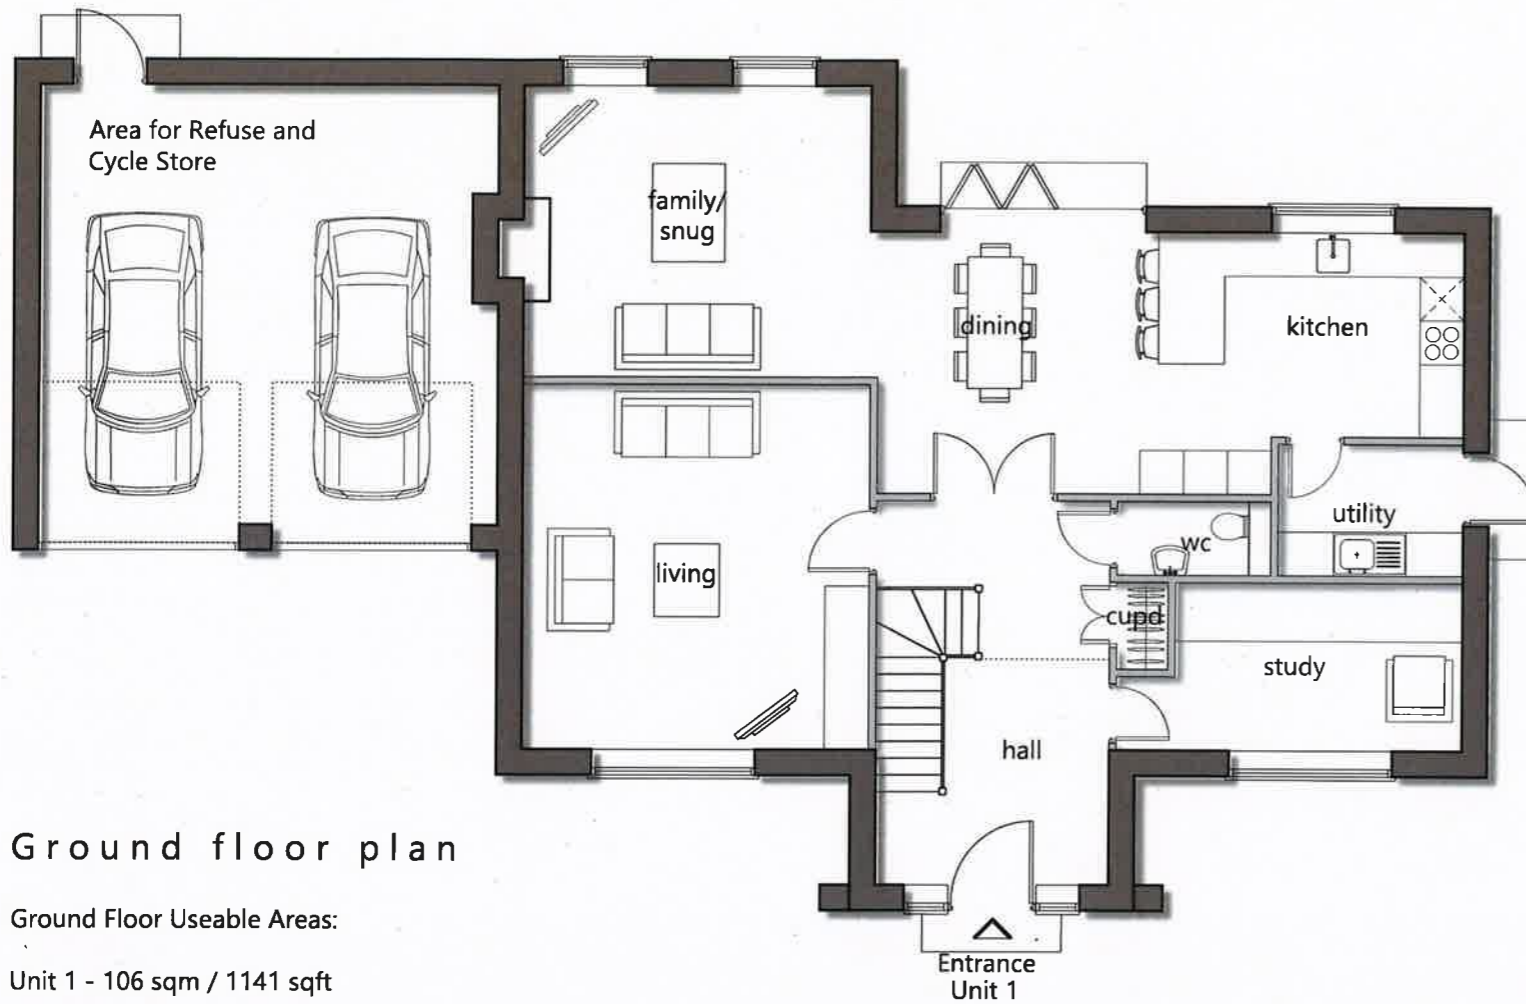 Area for Refuse and
Cycle Store
family/
snug
dining
kitchen
utility
wc
living
cupd
study
hall
Ground floor plan
Ground Floor Useable Areas:
Unit 1 - 106 sqm / 1141 sqft
Entrance
Unit 1